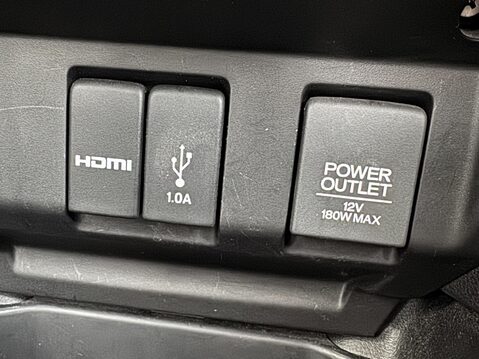 HDMI
1.0A
POWER
OUTLET
12V
180W MAX